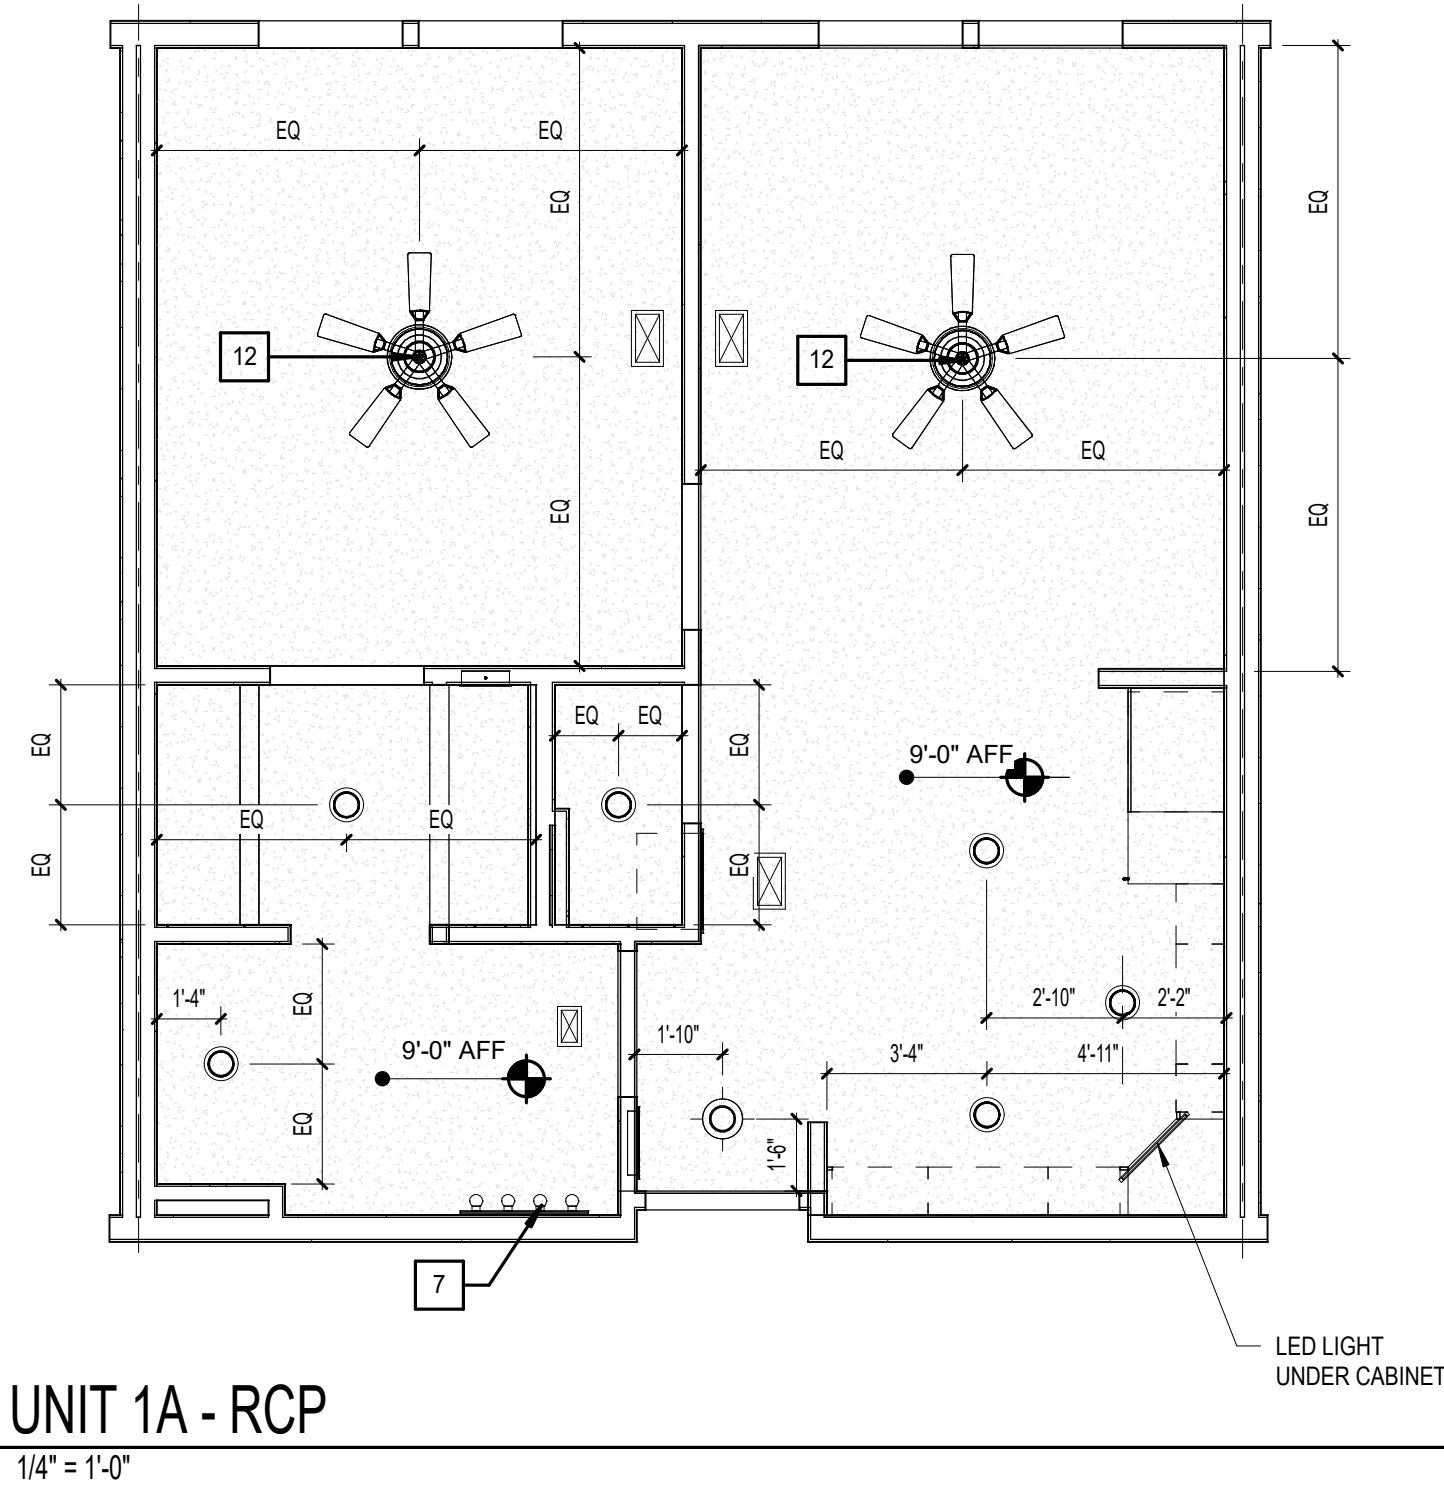 EQ
EQ
EQ
EQ
12
12
EQ
EQ
EQ
EQ
EQ
EQ
EQ
EQ
9'-0" AFF
EQ
EQ
EQ
EQ
EQ
1'-4"
EQ
2'-10"
2'-2"
9'-0" AFF
1'-10"
3'-4"
4'-11"
EQ
1'-6"
7
LED LIGHT
UNDER CABINET
UNIT 1A - RCP
1/4" = 1'-0"